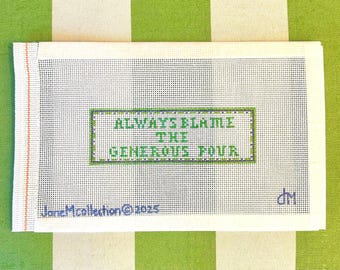 ALWAYS BLAME
THE
GENEROUS POUR
JM
JaneMcollection©2025